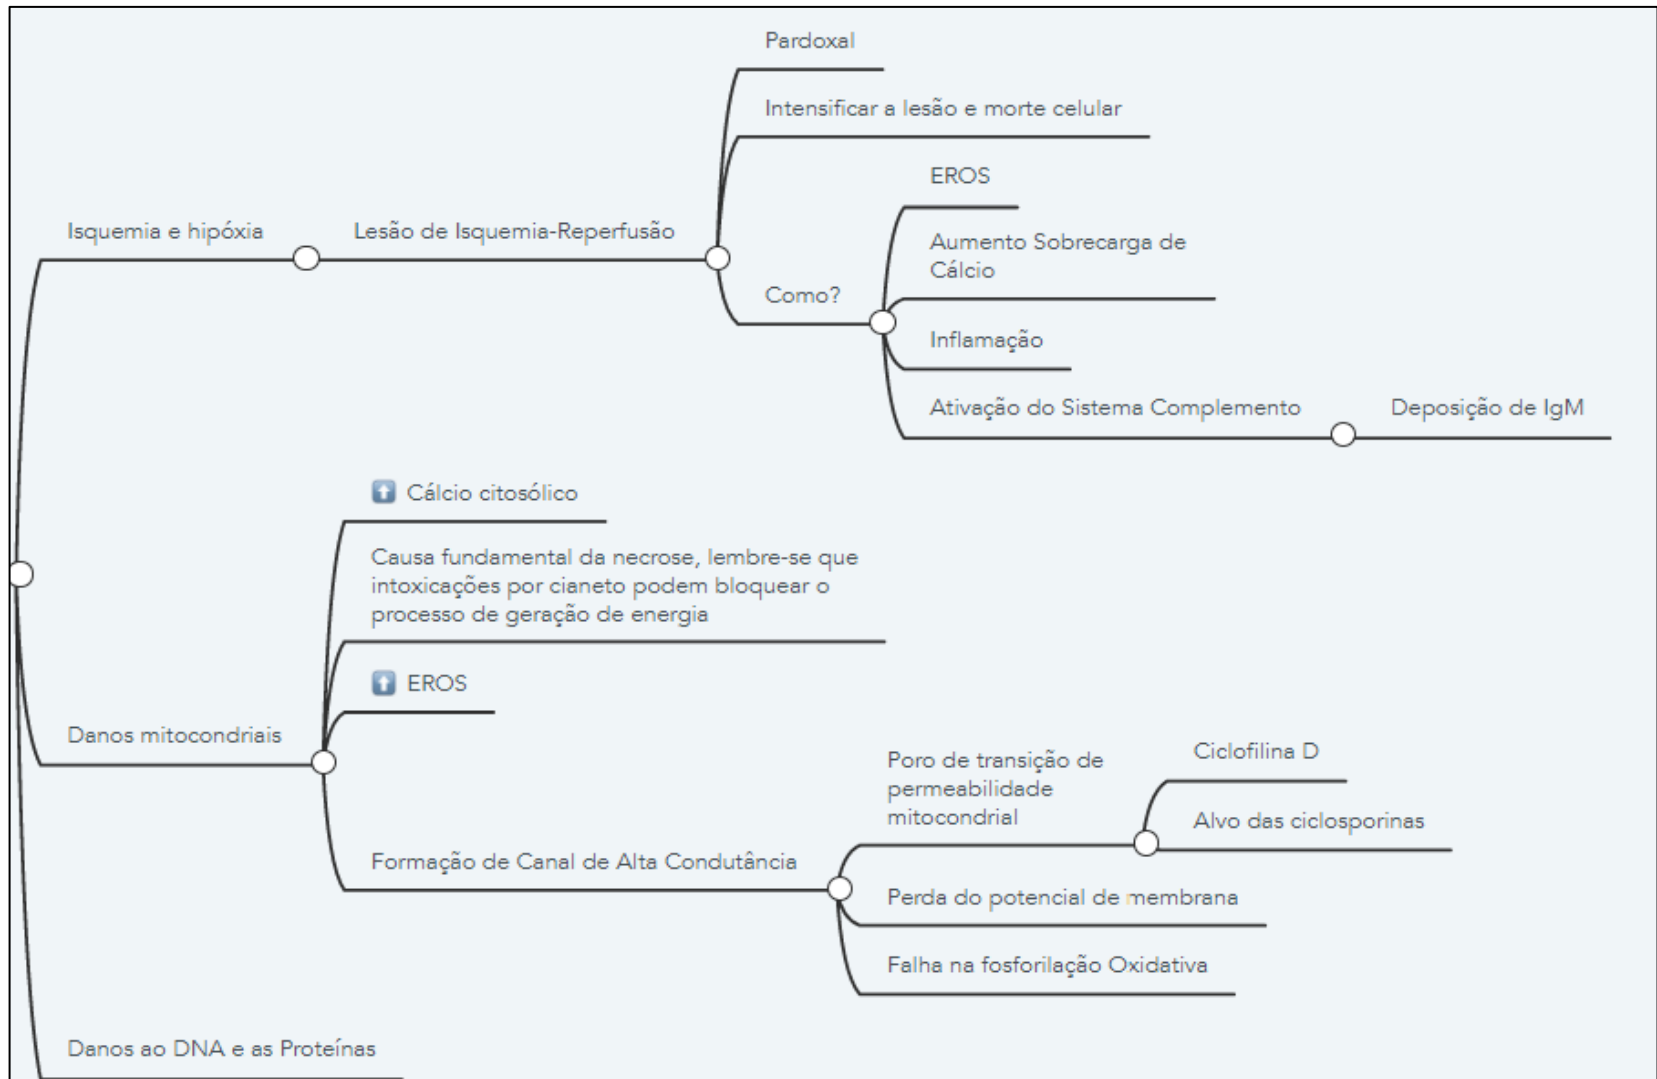 Pardoxal
Intensificar a lesão e morte celular
EROS
Isquemia e hipóxia
Lesão de Isquemia-Reperfusão
Aumento Sobrecarga de
Cálcio
Como?
Inflamação
Ativação do Sistema Complemento
Deposição de IgM
⬆ Cálcio citosólico
Causa fundamental da necrose, lembre-se que
intoxicações por cianeto podem bloquear o
processo de geração de energia
⬆ EROS
Danos mitocondriais
Poro de transição de
permeabilidade
mitocondrial
Ciclofilina D
Alvo das ciclosporinas
Formação de Canal de Alta Condutância
Perda do potencial de membrana
Falha na fosforilação Oxidativa
Danos ao DNA e as Proteínas